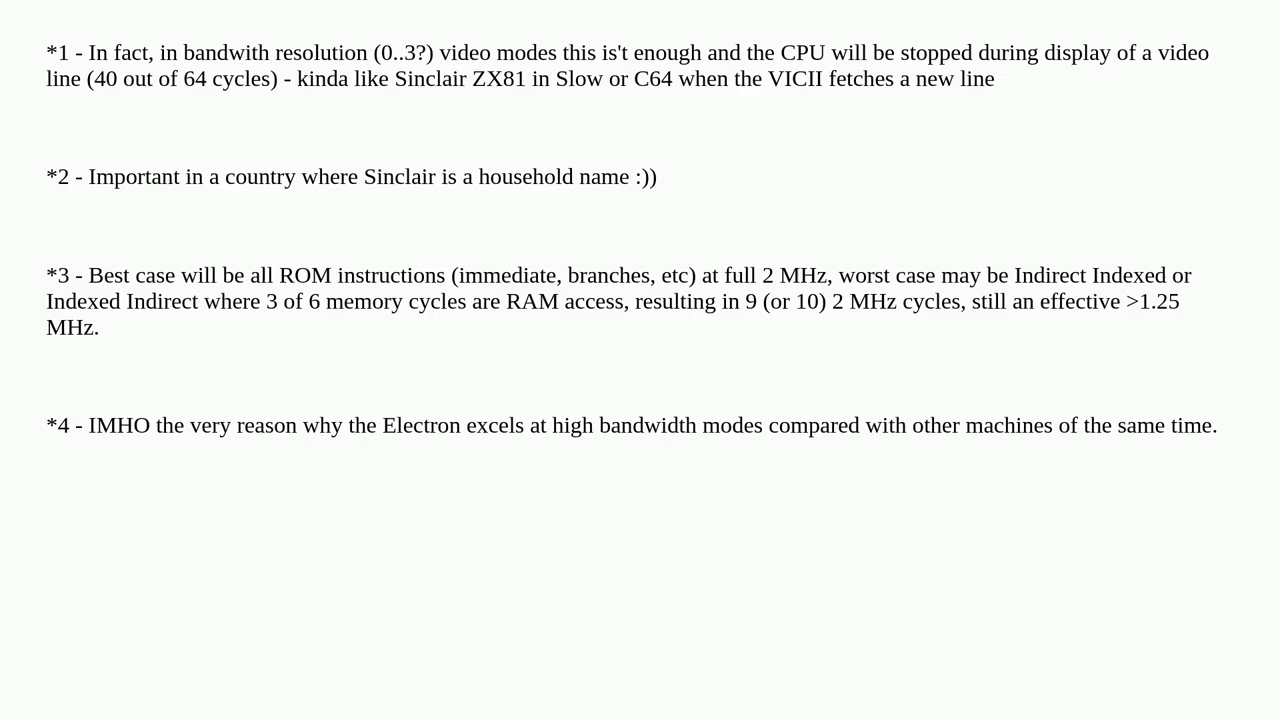 *1 - In fact, in bandwith resolution (0..3?) video modes this is't enough and the CPU will be stopped during display of a video
line (40 out of 64 cycles) - kinda like Sinclair ZX81 in Slow or C64 when the VICII fetches a new line
*2 - Important in a country where Sinclair is a household name :))
*3 - Best case will be all ROM instructions (immediate, branches, etc) at full 2 MHz, worst case may be Indirect Indexed or
Indexed Indirect where 3 of 6 memory cycles are RAM access, resulting in 9 (or 10) 2 MHz cycles, still an effective >1.25
MHz.
*4 - IMHO the very reason why the Electron excels at high bandwidth modes compared with other machines of the same time.